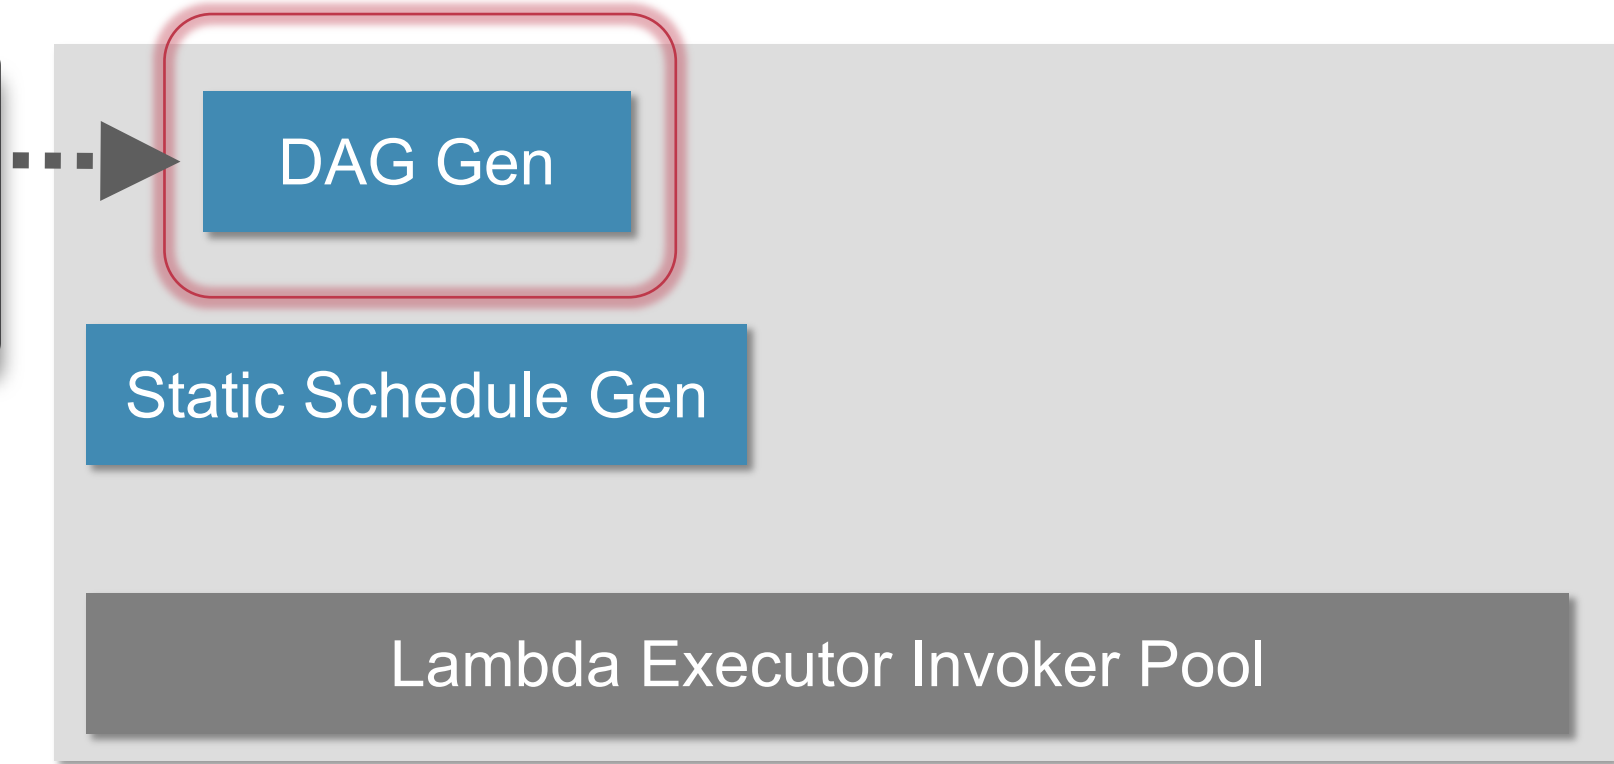 DAG Gen
Static Schedule Gen
Lambda Executor Invoker Pool